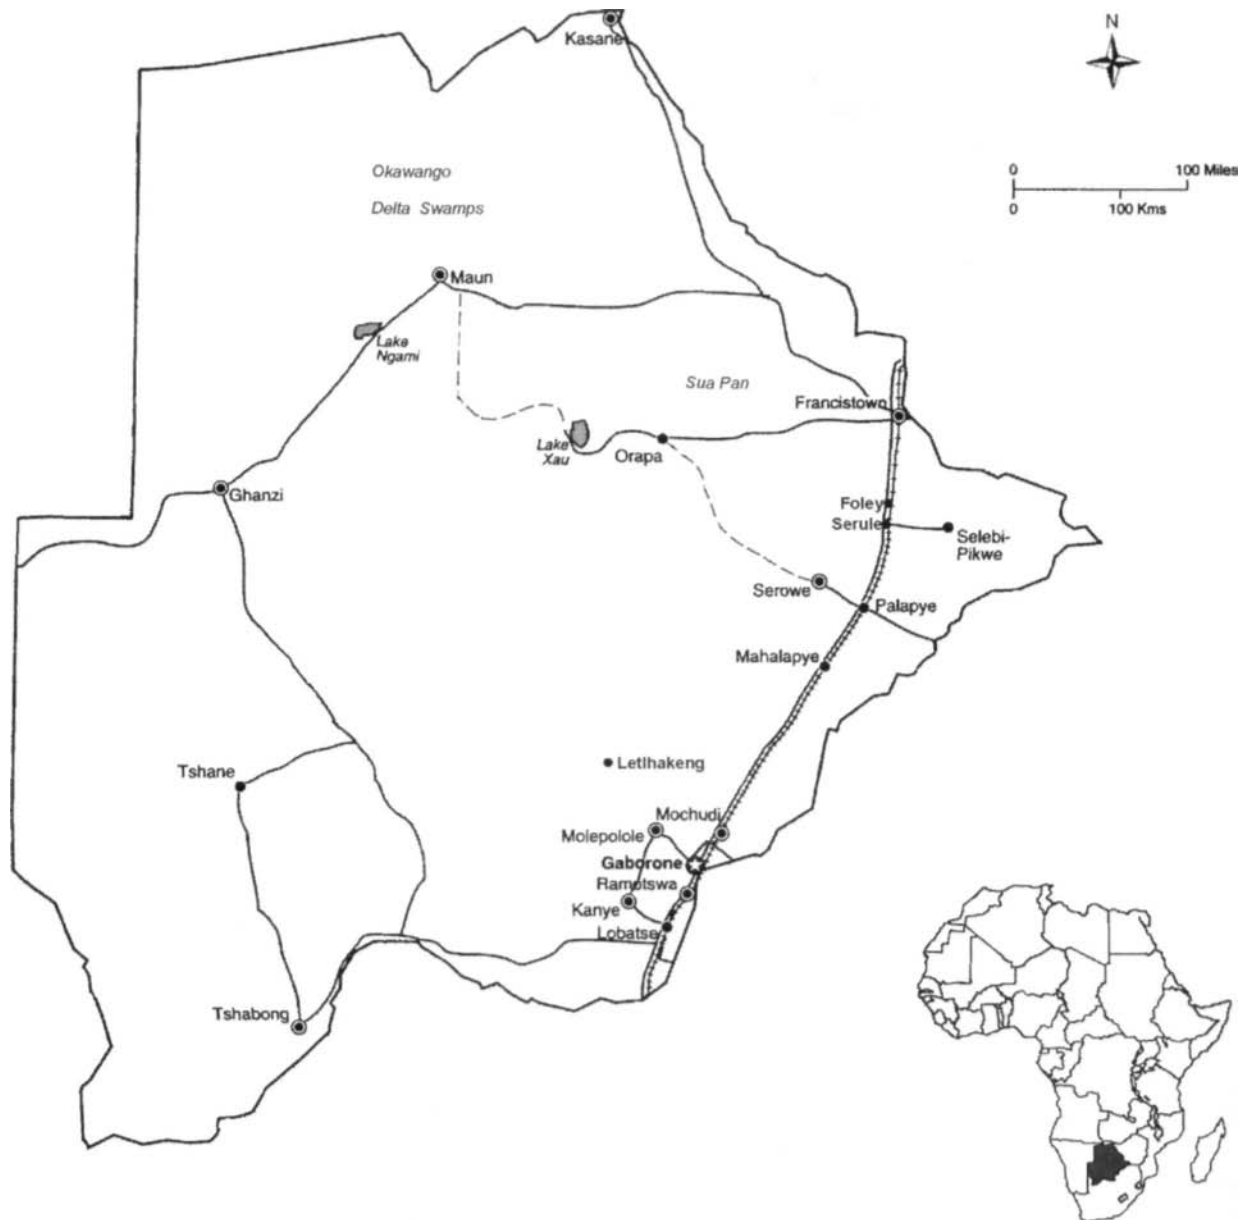 N
Kasane
0 100 Miles
0 100 Kms
Okawango
Delta Swamps
Maun
Lake
Ngami
Sua Pan
Francistown
Lake
Xau
Orapa
Ghanzi
Foley
Serule
Selebi-
Pikwe
Serowe
Palapye
Mahalapye
Letlhakeng
Tshane
Mochudi
Molepolole
Gaborone
Ramotswa
Kanye
Lobatse
Tshabong